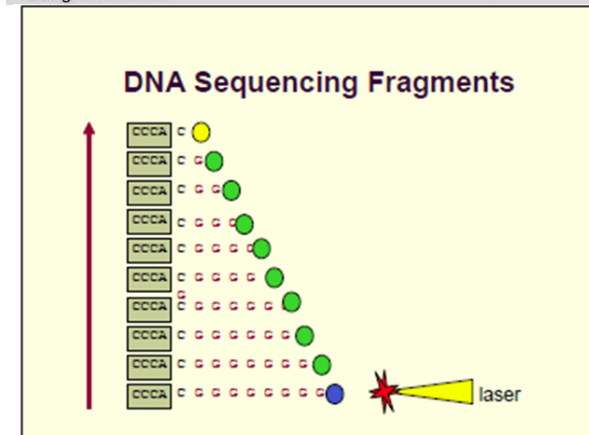 DNA Sequencing Fragments
CCCA C
CCCA C G
CCCA C G G
CCCA C G G G
CCCA C G G G G
CCCA C G G G G
G
CCCA C G G G G G G
CCCA C G G G G G G
CCCA C G G G G G G G
CCCA C G G G G G G G G
laser